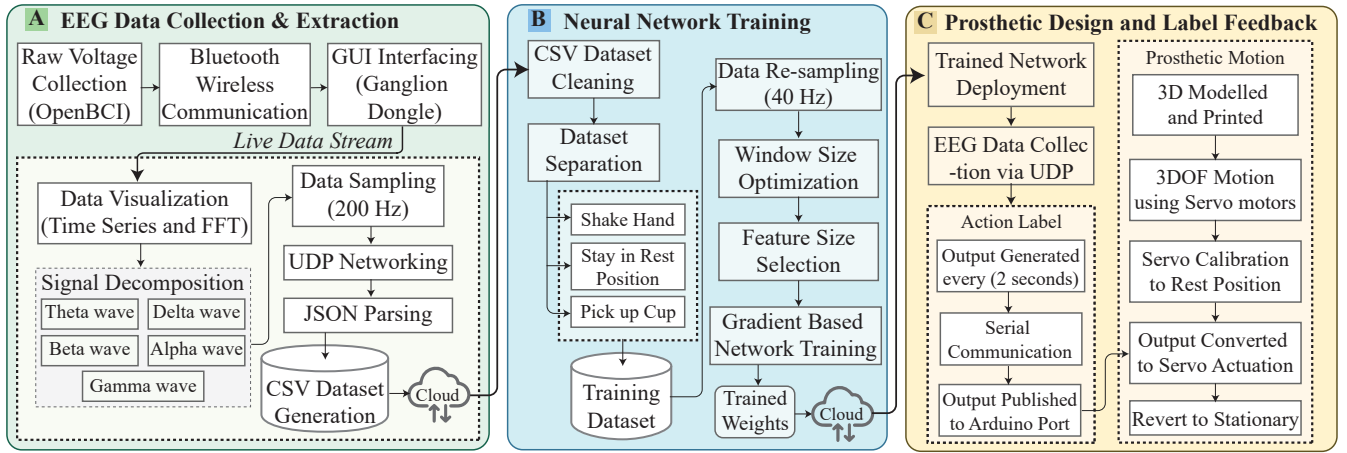 A EEG Data Collection & Extraction
Raw Voltage
Collection
(OpenBCI)
Bluetooth
Wireless
Communication
GUI Interfacing
(Ganglion
Dongle)
Live Data Stream
Data Visualization
(Time Series and FFT)
Signal Decomposition
Theta wave
Delta wave
Beta wave
Alpha wave
Gamma wave
Data Sampling
(200 Hz)
UDP Networking
JSON Parsing
CSV Dataset
Generation
Cloud
B Neural Network Training
CSV Dataset
Cleaning
Dataset
Separation
Shake Hand
Stay in Rest
Position
Pick up Cup
Training
Dataset
Data Re-sampling
(40 Hz)
Window Size
Optimization
Feature Size
Selection
Gradient Based
Network Training
Trained
Weights
Cloud
C Prosthetic Design and Label Feedback
Trained Network
Deployment
EEG Data Collec
-tion via UDP
Action Label
Output Generated
every (2 seconds)
Serial
Communication
Output Published
to Arduino Port
Prosthetic Motion
3D Modelled
and Printed
3DOF Motion
using Servo motors
Servo Calibration
to Rest Position
Output Converted
to Servo Actuation
Revert to Stationary